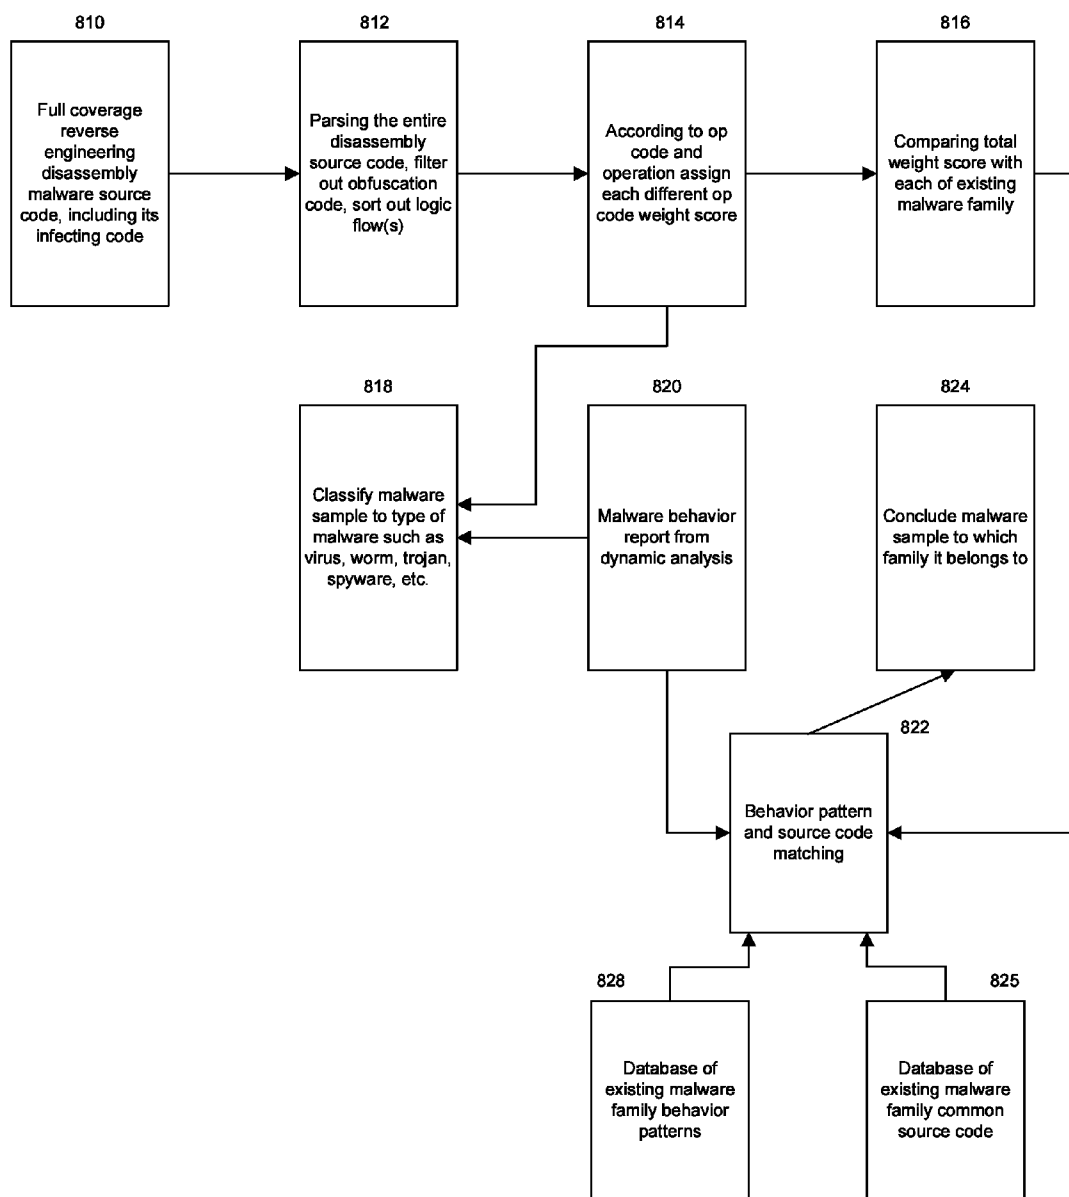 810
Full coverage
reverse
engineering
disassembly
malware source
code, including its
infecting code
812
Parsing the entire
disassembly
source code, filter
out obfuscation
code, sort out logic
flow(s)
814
According to op
code and
operation assign
each different op
code weight score
816
Comparing total
weight score with
each of existing
malware family
818
Classify malware
sample to type of
malware such as
virus, worm, trojan,
spyware, etc.
820
Malware behavior
report from
dynamic analysis
824
Conclude malware
sample to which
family it belongs to
822
Behavior pattern
and source code
matching
828
Database of
existing malware
family behavior
patterns
825
Database of
existing malware
family common
source code